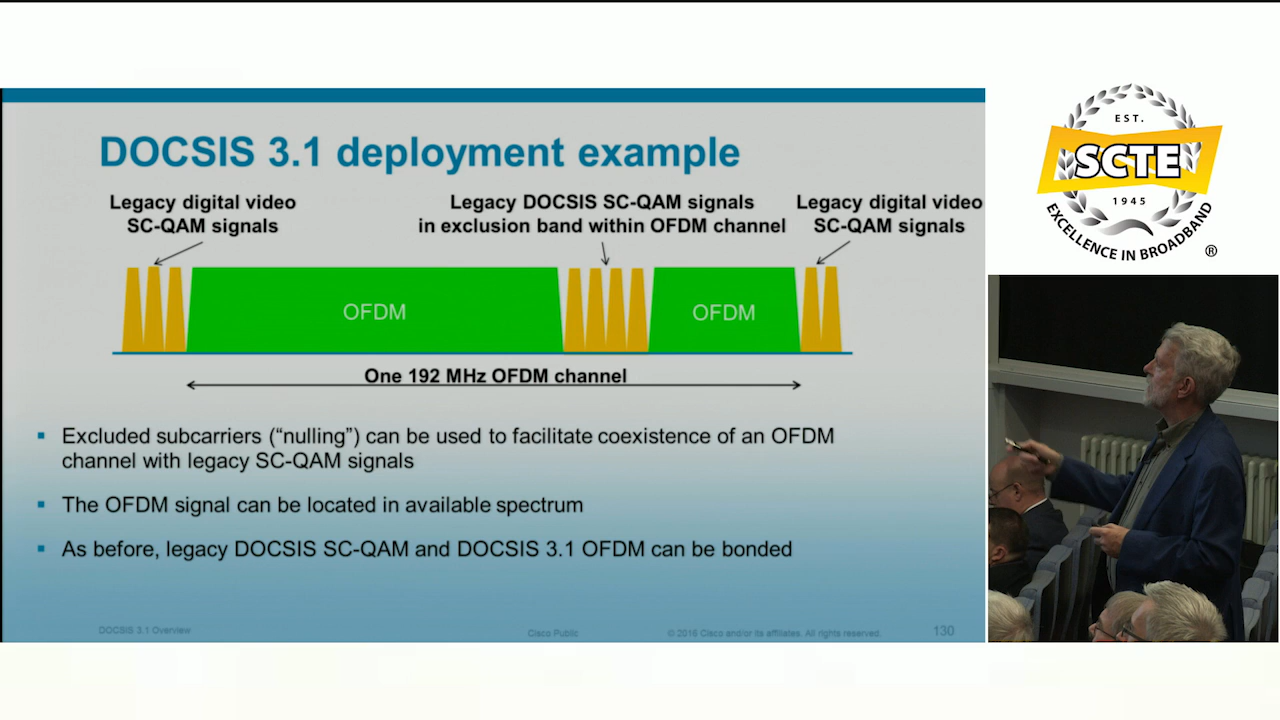 DOCSIS 3.1 deployment example
Legacy digital video
SC-QAM signals
Legacy DOCSIS SC-QAM signals
in exclusion band within OFDM channel
Legacy digital video
SC-QAM signals
OFDM
OFDM
One 192 MHz OFDM channel
▪ Excluded subcarriers (“nulling”) can be used to facilitate coexistence of an OFDM
channel with legacy SC-QAM signals
▪ The OFDM signal can be located in available spectrum
▪ As before, legacy DOCSIS SC-QAM and DOCSIS 3.1 OFDM can be bonded
DOCSIS 3.1 Overview
Cisco Public
© 2016 Cisco and/or its affiliates. All rights reserved.
130
EST.
SCTE
1945
EXCELLENCE IN BROADBAND
®